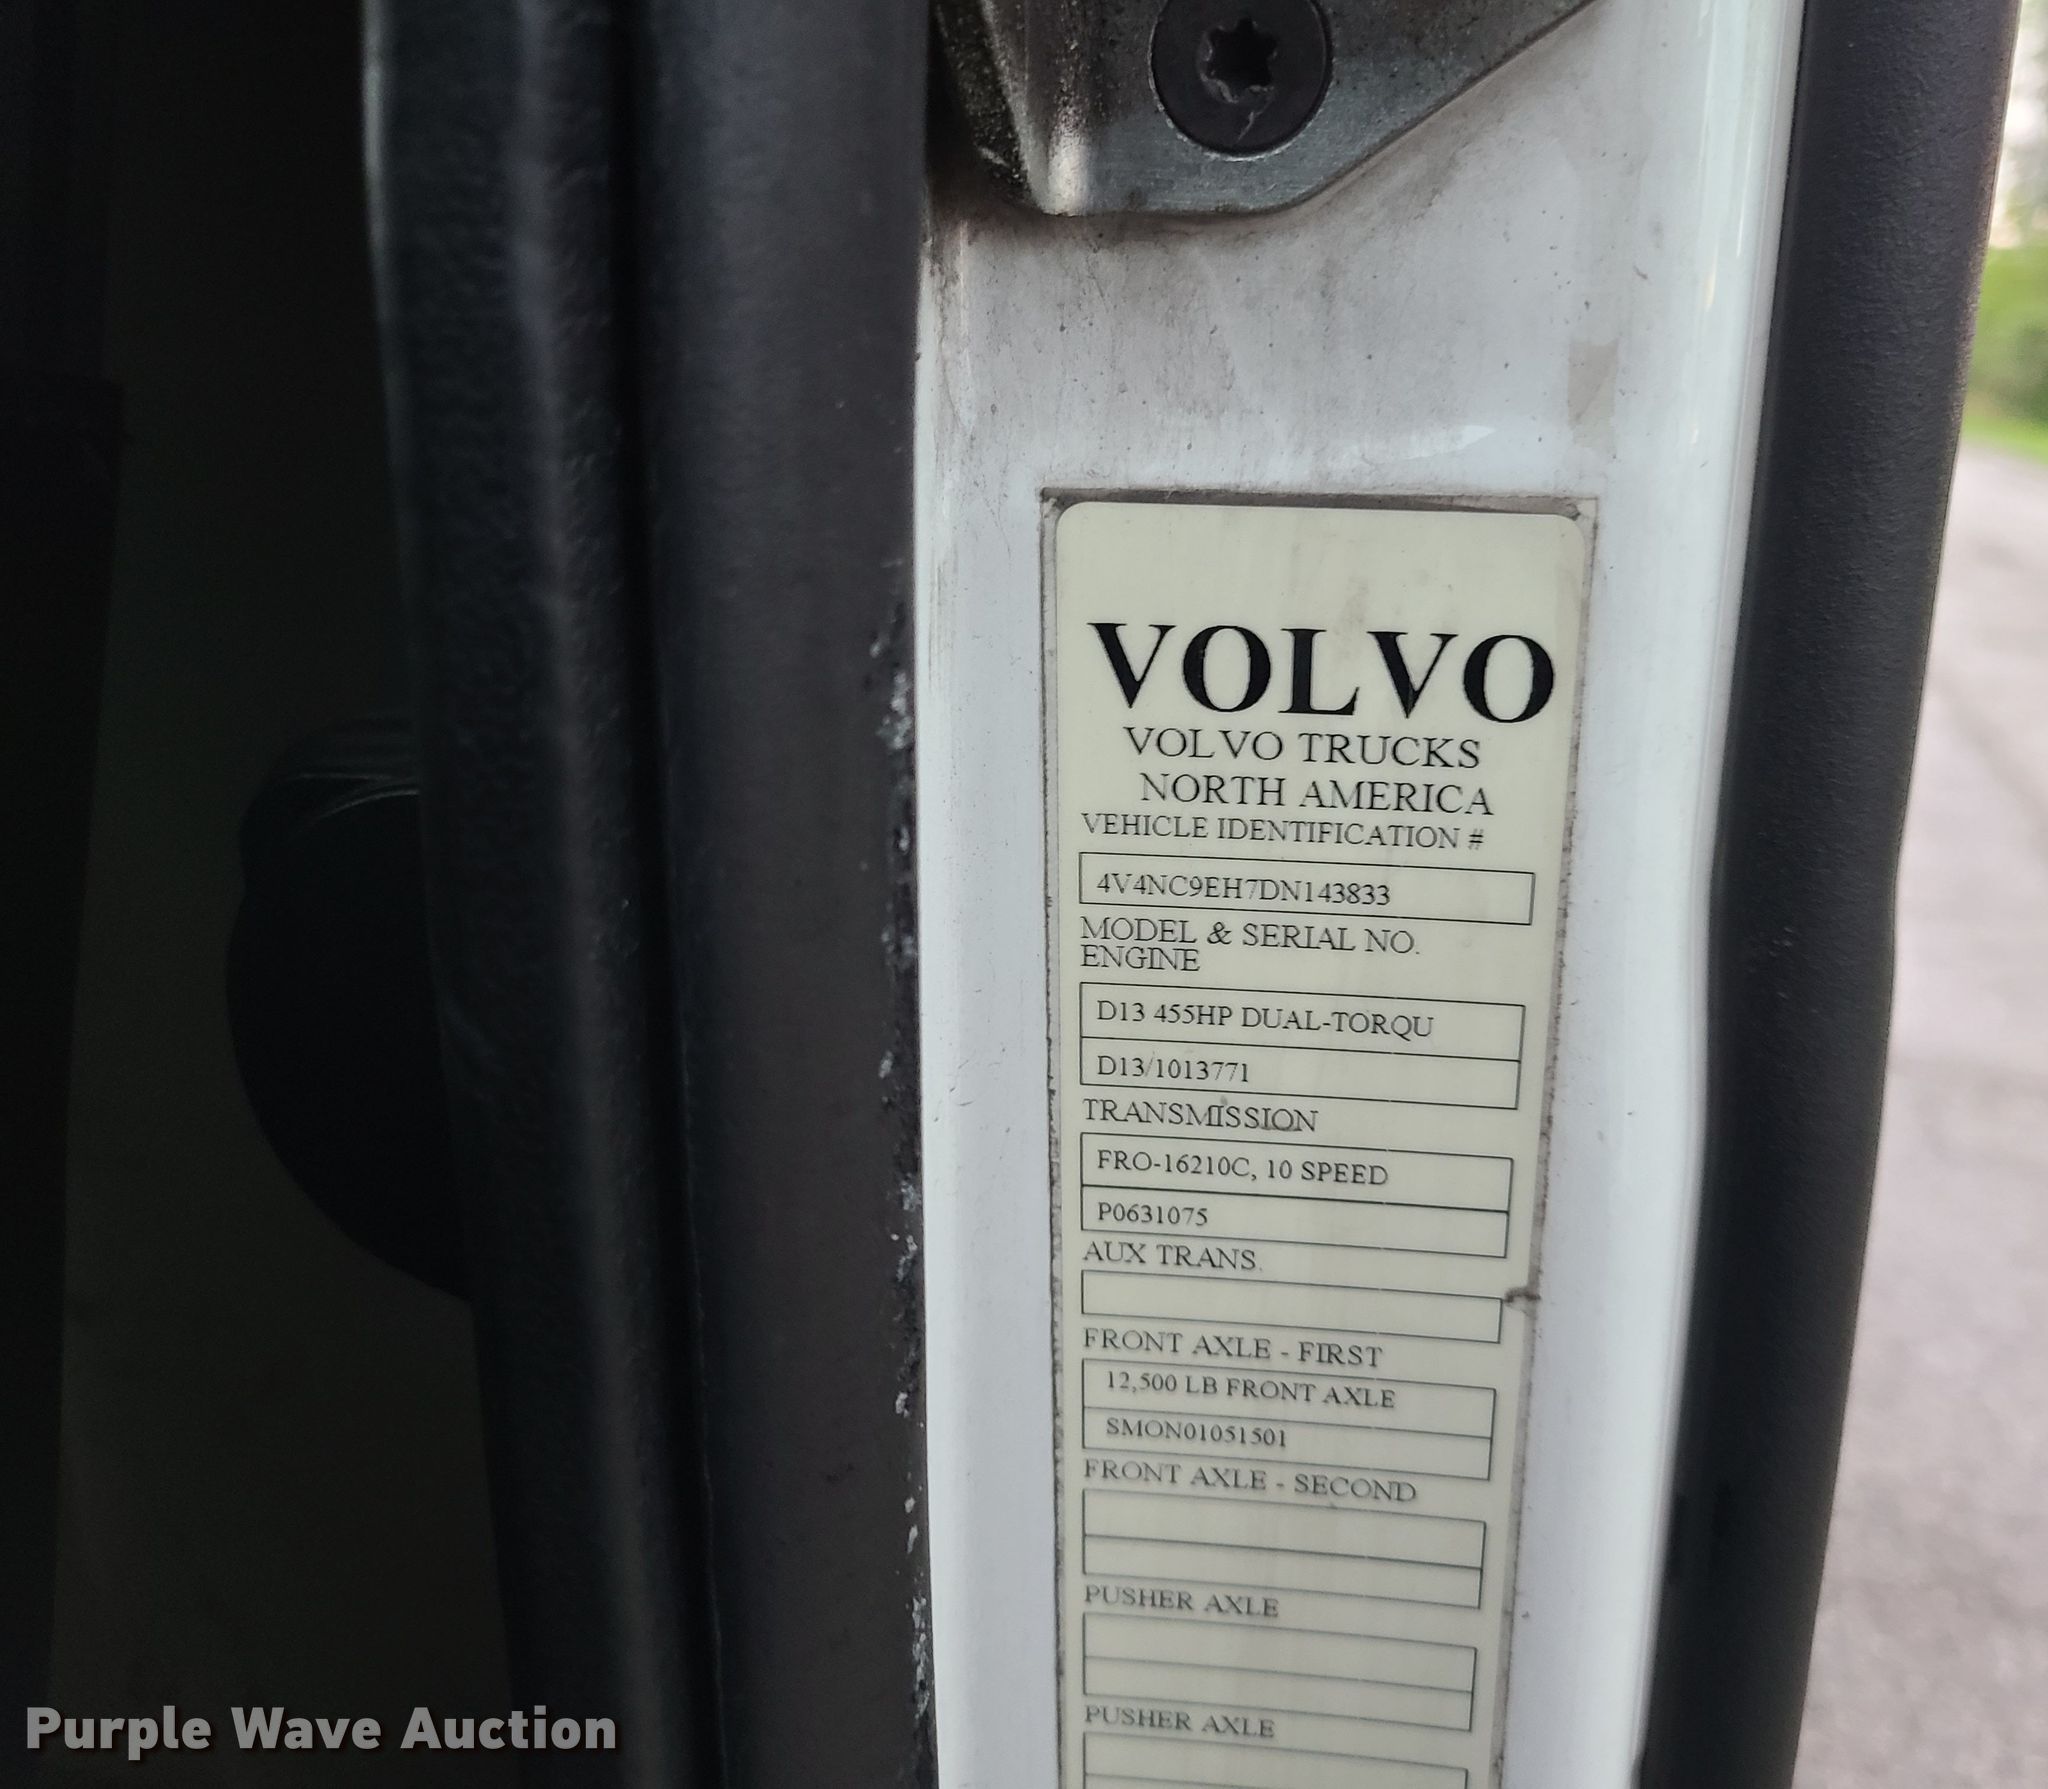 VOLVO
VOLVO TRUCKS
NORTH AMERICA
VEHICLE IDENTIFICATION #
4V4NC9EH7DN143833
MODEL & SERIAL NO.
ENGINE
D13 455HP DUAL-TORQU
D13/1013771
TRANSMISSION
FRO-16210C, 10 SPEED
P0631075
AUX TRANS.
FRONT AXLE - FIRST
12,500 LB FRONT AXLE
SMON01051501
FRONT AXLE - SECOND
PUSHER AXLE
PUSHER AXLE
Purple Wave Auction